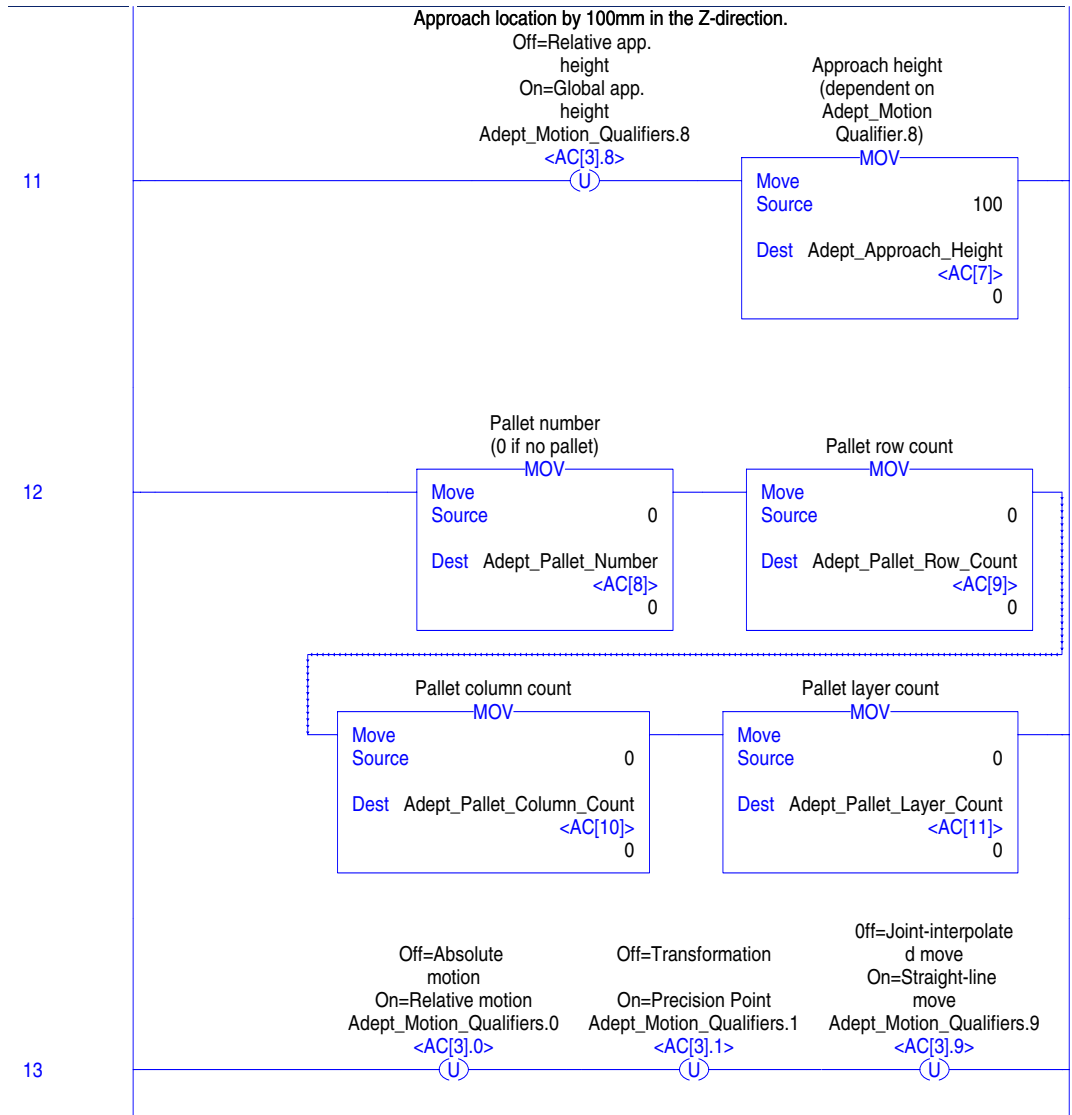 Approach location by 100mm in the Z-direction.
Off=Relative app.
height
On=Global app.
height
Adept_Motion_Qualifiers.8
<AC[3].8>
U
Approach height
(dependent on
Adept_Motion
Qualifier.8)
MOV
Move
Source 100
Dest Adept_Approach_Height
<AC[7]>
0
11
Pallet number
(0 if no pallet)
MOV
Move
Source 0
Dest Adept_Pallet_Number
<AC[8]>
0
Pallet row count
MOV
Move
Source 0
Dest Adept_Pallet_Row_Count
<AC[9]>
0
12
Pallet column count
MOV
Move
Source 0
Dest Adept_Pallet_Column_Count
<AC[10]>
0
Pallet layer count
MOV
Move
Source 0
Dest Adept_Pallet_Layer_Count
<AC[11]>
0
Off=Absolute
motion
On=Relative motion
Adept_Motion_Qualifiers.0
<AC[3].0>
U
Off=Transformation
On=Precision Point
Adept_Motion_Qualifiers.1
<AC[3].1>
U
0ff=Joint-interpolate
d move
On=Straight-line
move
Adept_Motion_Qualifiers.9
<AC[3].9>
U
13